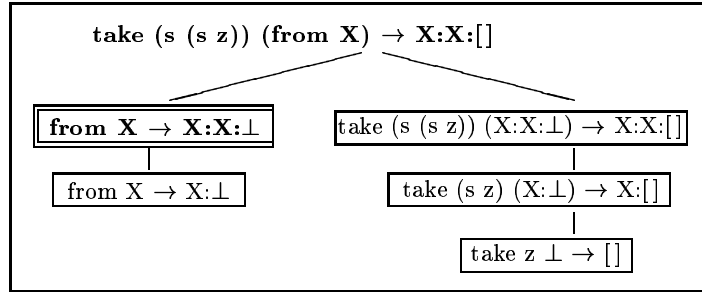 take (s (s z)) (from X) → X:X:[ ]
from X → X:X:⊥
take (s (s z)) (X:X:⊥) → X:X:[ ]
from X → X:⊥
take (s z) (X:⊥) → X:[ ]
take z ⊥ → [ ]